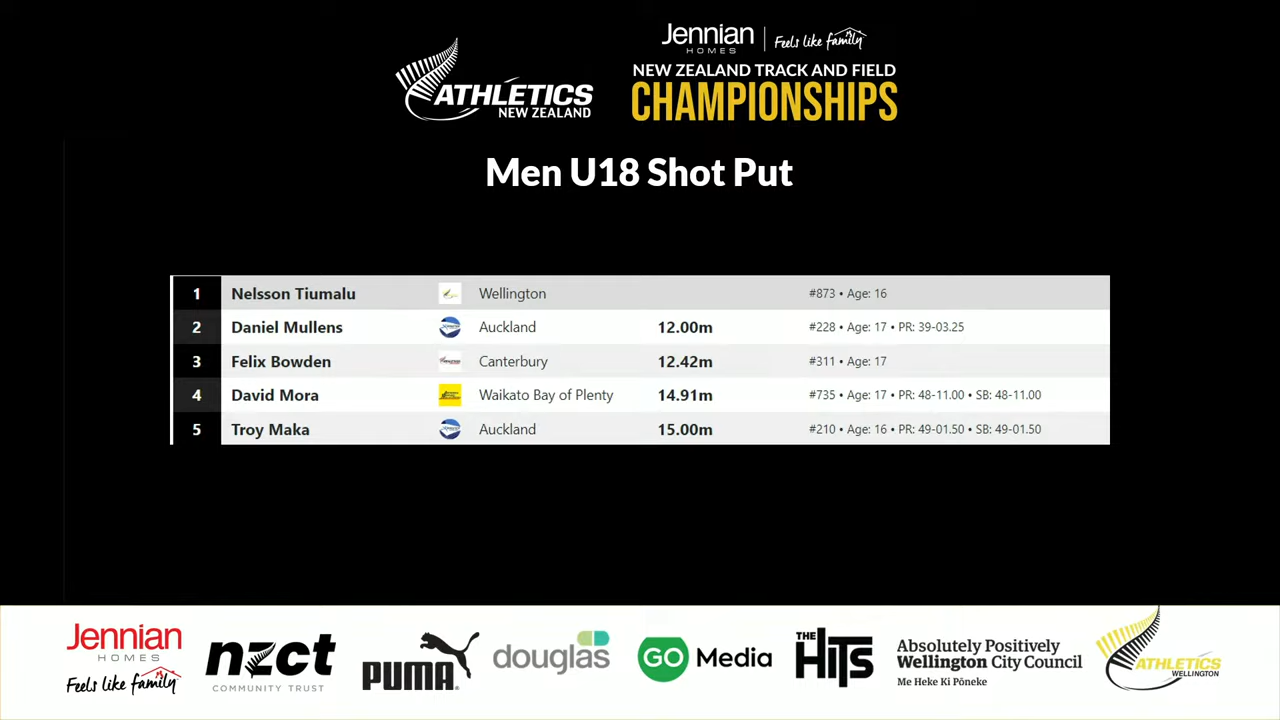 Jennian
HOMES
Feels like family
ATHLETICS
NEW ZEALAND
NEW ZEALAND TRACK AND FIELD
CHAMPIONSHIPS
Men U18 Shot Put
1 Nelsson Tiumalu Wellington #873 • Age: 16
2 Daniel Mullens Auckland 12.00m #228 • Age: 17 • PR: 39-03.25
3 Felix Bowden Canterbury 12.42m #311 • Age: 17
4 David Mora Waikato Bay of Plenty 14.91m #735 • Age: 17 • PR: 48-11.00 • SB: 48-11.00
5 Troy Maka Auckland 15.00m #210 • Age: 16 • PR: 49-01.50 • SB: 49-01.50
Jennian
HOMES
Feels like family
nzct
COMMUNITY TRUST
PUMA
douglas
GO Media
THE
HITS
Absolutely Positively
Wellington City Council
Me Heke Ki Pōneke
ATHLETICS
WELLINGTON